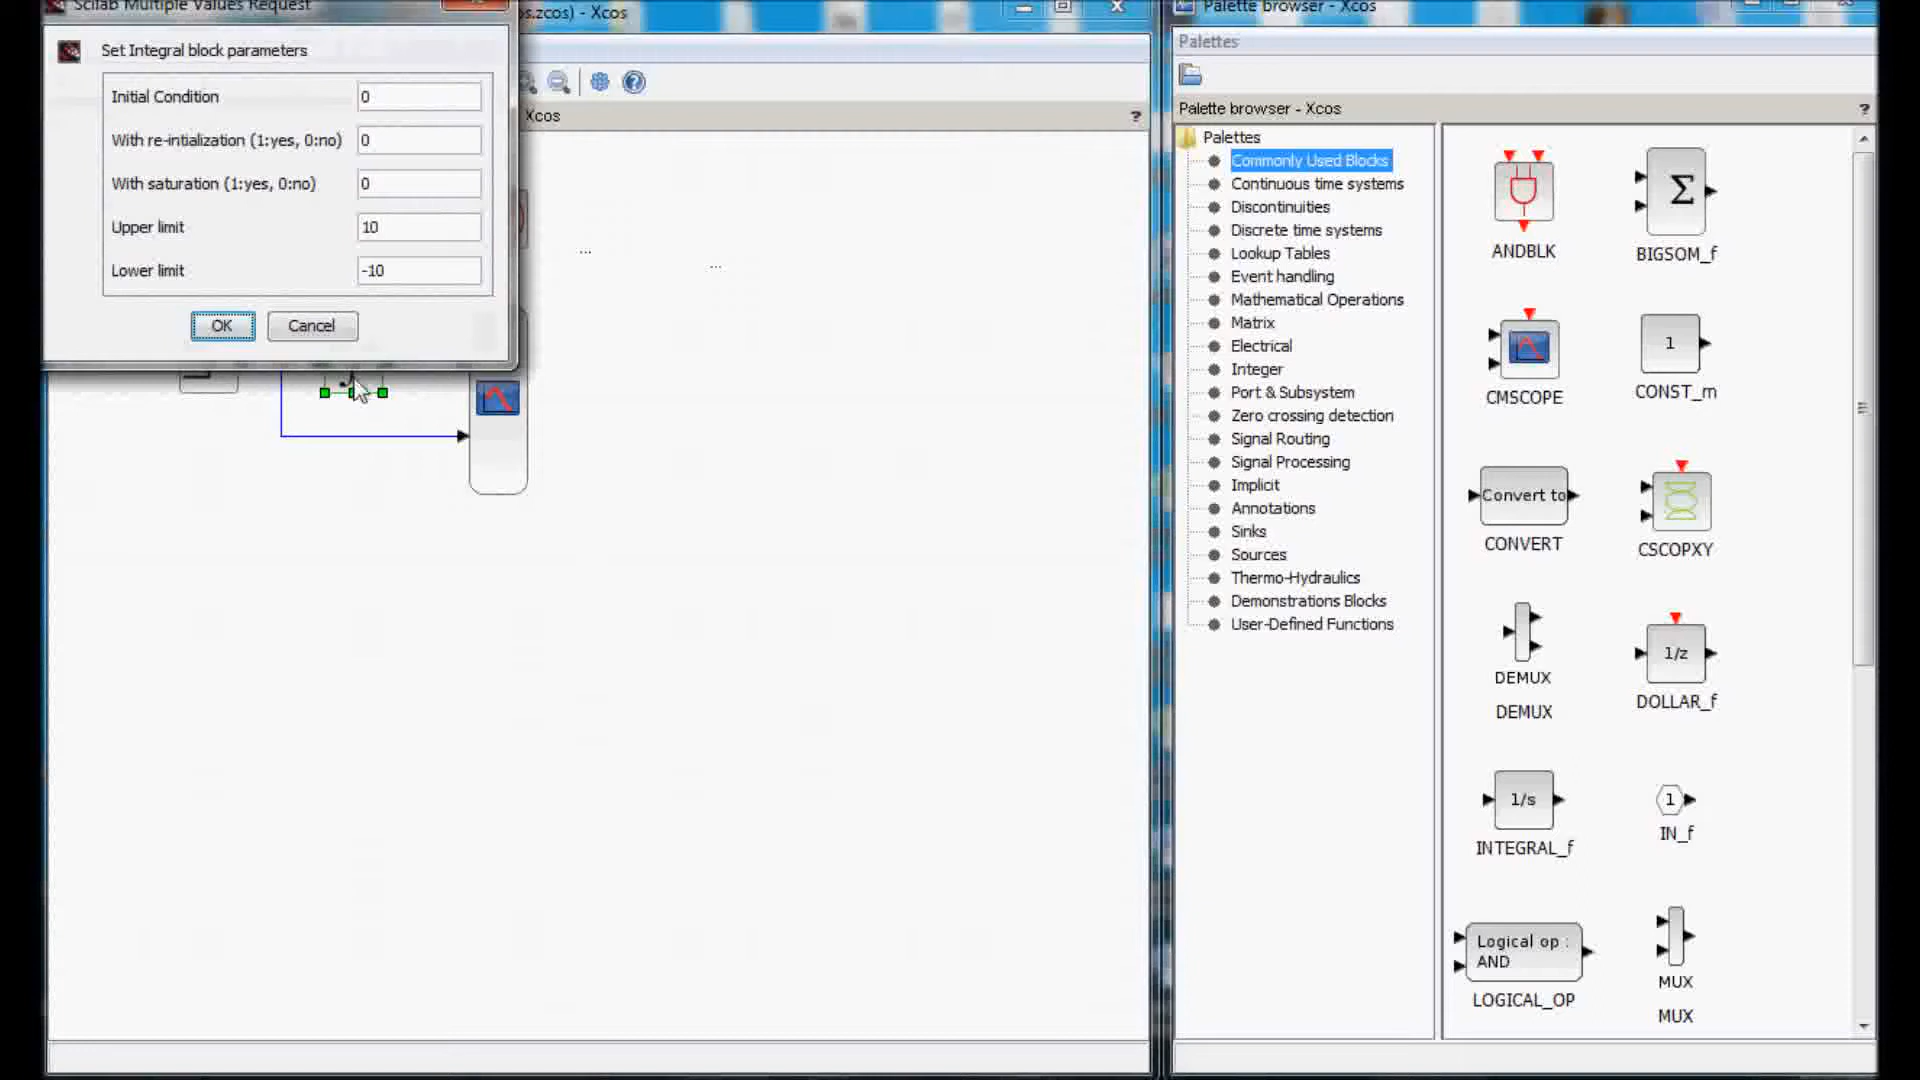 Scilab Multiple Values Request
os.zcos) - Xcos
Palette browser - Xcos
Set Integral block parameters
Initial Condition 0
With re-intialization (1:yes, 0:no) 0
With saturation (1:yes, 0:no) 0
Upper limit 10
Lower limit -10
OK Cancel
Xcos ?
...
...
Palettes
Palette browser - Xcos ?
Palettes
Commonly Used Blocks
Continuous time systems
Discontinuities
Discrete time systems
Lookup Tables
Event handling
Mathematical Operations
Matrix
Electrical
Integer
Port & Subsystem
Zero crossing detection
Signal Routing
Signal Processing
Implicit
Annotations
Sinks
Sources
Thermo-Hydraulics
Demonstrations Blocks
User-Defined Functions
Σ
ANDBLK BIGSOM_f
1
CMSCOPE CONST_m
Convert to
CONVERT CSCOPXY
DEMUX
1/z
DEMUX DOLLAR_f
1/s 1
INTEGRAL_f IN_f
Logical op :
AND
LOGICAL_OP
MUX
MUX